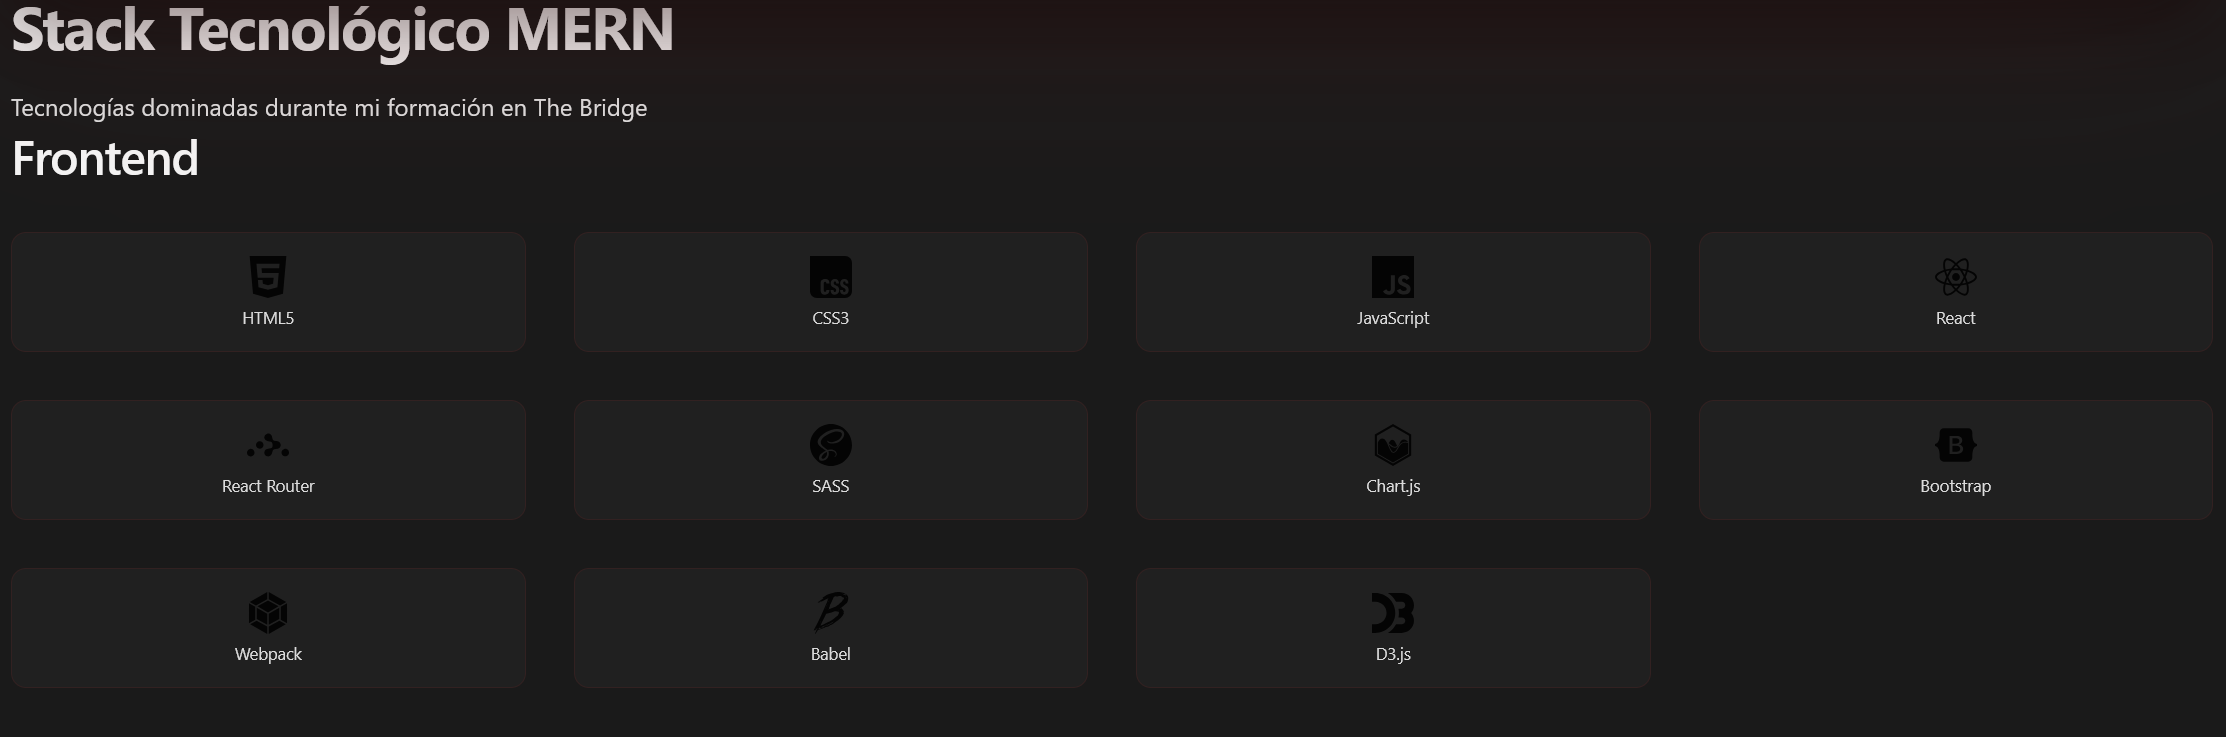 Stack Tecnológico MERN
Tecnologías dominadas durante mi formación en The Bridge
Frontend
5
CSS
JS
HTML5
CSS3
JavaScript
React
B
React Router
SASS
Chart.js
Bootstrap
B
D3
Webpack
Babel
D3.js